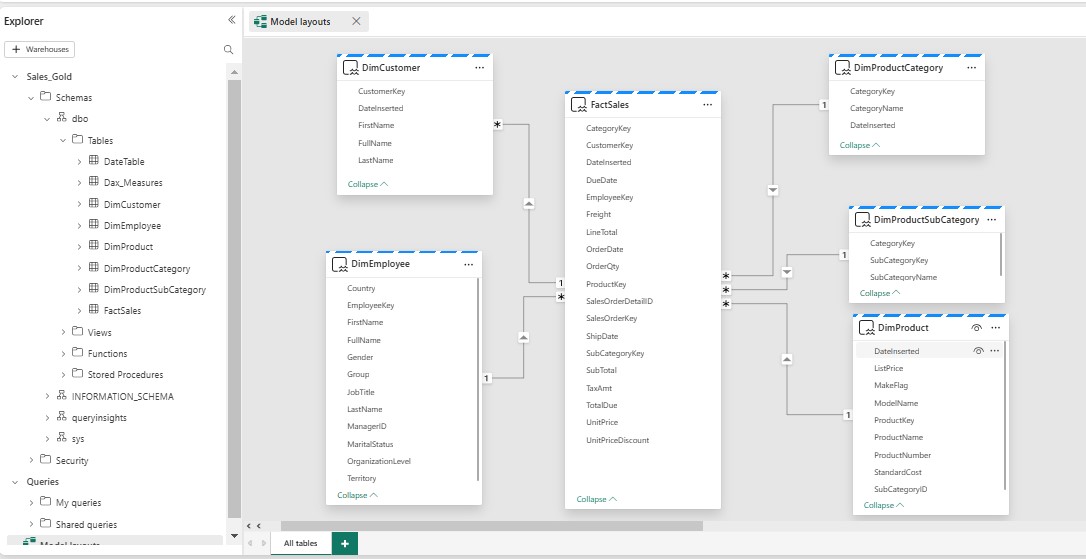 Explorer
+ Warehouses
Sales_Gold
Schemas
dbo
Tables
DateTable
Dax_Measures
DimCustomer
DimEmployee
DimProduct
DimProductCategory
DimProductSubCategory
FactSales
Views
Functions
Stored Procedures
INFORMATION_SCHEMA
queryinsights
sys
Security
Queries
My queries
Shared queries
Model layouts
Model layouts
DimCustomer
CustomerKey
DateInserted
FirstName
FullName
LastName
Collapse
*
1
DimEmployee
Country
EmployeeKey
FirstName
FullName
Gender
Group
JobTitle
LastName
ManagerID
MaritalStatus
OrganizationLevel
Territory
Collapse
1
*
FactSales
CategoryKey
CustomerKey
DateInserted
DueDate
EmployeeKey
Freight
LineTotal
OrderDate
OrderQty
ProductKey
SalesOrderDetailID
SalesOrderKey
ShipDate
SubCategoryKey
SubTotal
TaxAmt
TotalDue
UnitPrice
UnitPriceDiscount
Collapse
*
*
*
1
DimProductCategory
CategoryKey
CategoryName
DateInserted
Collapse
1
DimProductSubCategory
CategoryKey
SubCategoryKey
SubCategoryName
Collapse
1
DimProduct
DateInserted
ListPrice
MakeFlag
ModelName
ProductKey
ProductName
ProductNumber
StandardCost
SubCategoryID
Collapse
All tables
+